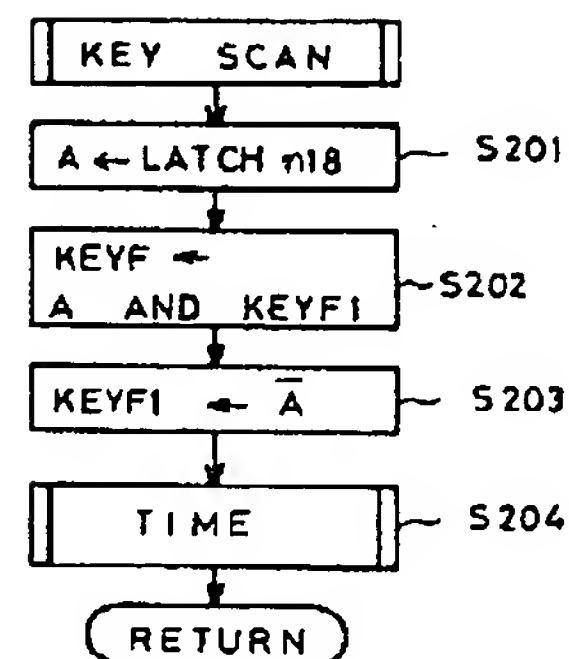 KEY SCAN
A ← LATCH n18
S201
KEYF ←
A AND KEYF1
S202
KEYF1 ← A̅
S203
TIME
S204
RETURN